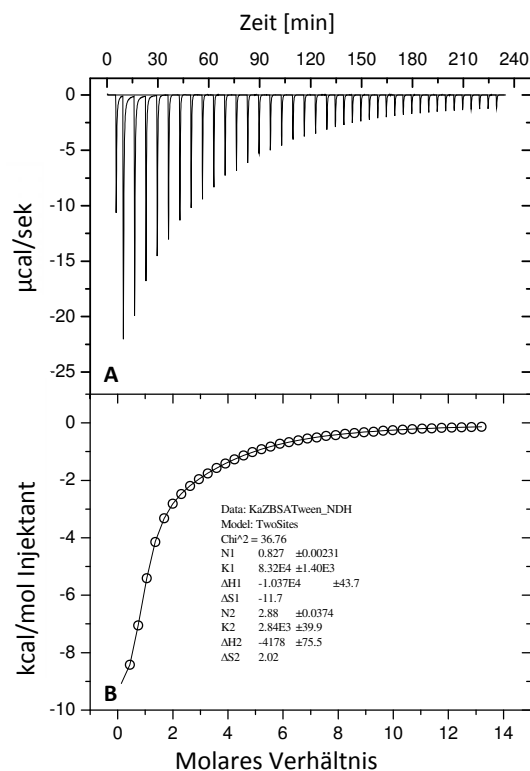 Zeit [min]
0 30 60 90 120 150 180 210 240
0
-5
-10
-15
-20
-25
µcal/sek
A
0
-2
-4
-6
-8
-10
kcal/mol Injektant
Data: KaZBSATween_NDH
Model: TwoSites
Chi^2 = 36.76
N1 0.827 ±0.00231
K1 8.32E4 ±1.40E3
ΔH1 -1.037E4 ±43.7
ΔS1 -11.7
N2 2.88 ±0.0374
K2 2.84E3 ±39.9
ΔH2 -4178 ±75.5
ΔS2 2.02
B
0 2 4 6 8 10 12 14
Molares Verhältnis